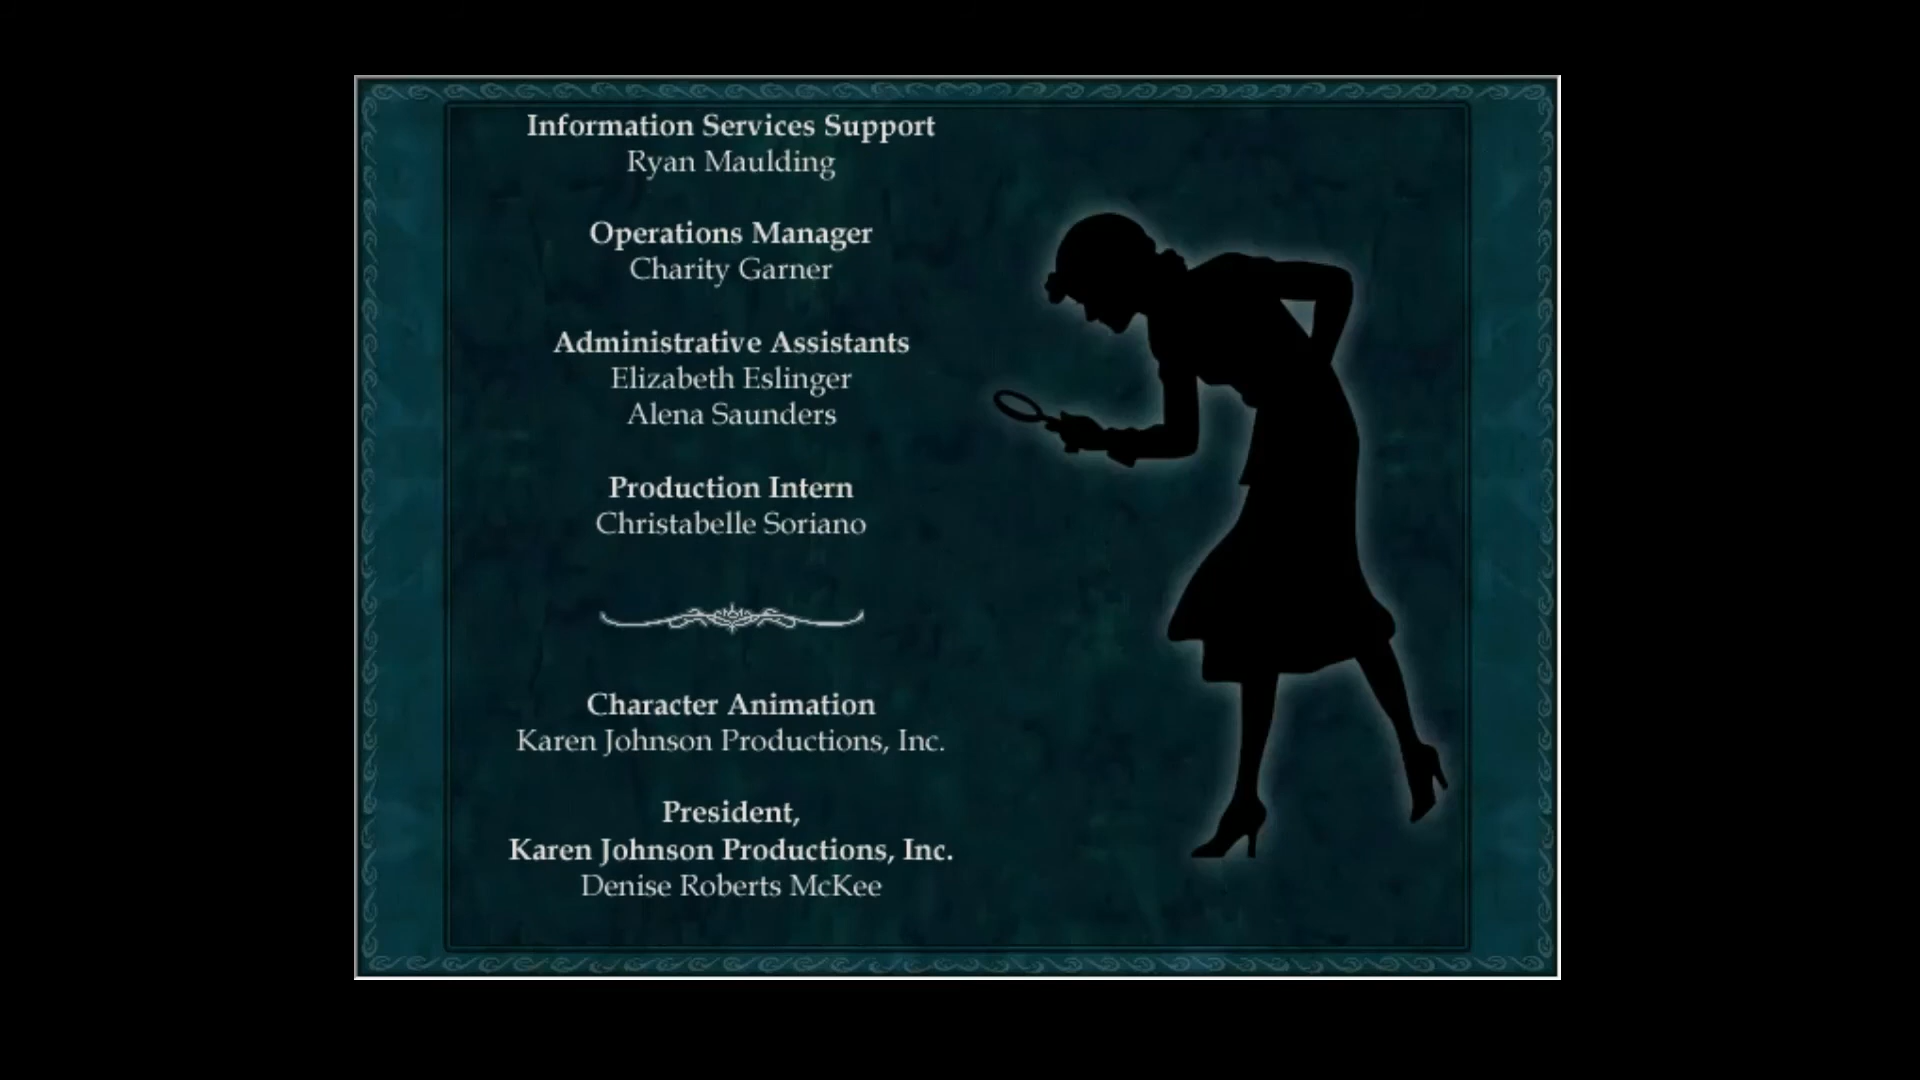 Information Services Support
Ryan Maulding
Operations Manager
Charity Garner
Administrative Assistants
Elizabeth Eslinger
Alena Saunders
Production Intern
Christabelle Soriano
Character Animation
Karen Johnson Productions, Inc.
President,
Karen Johnson Productions, Inc.
Denise Roberts McKee